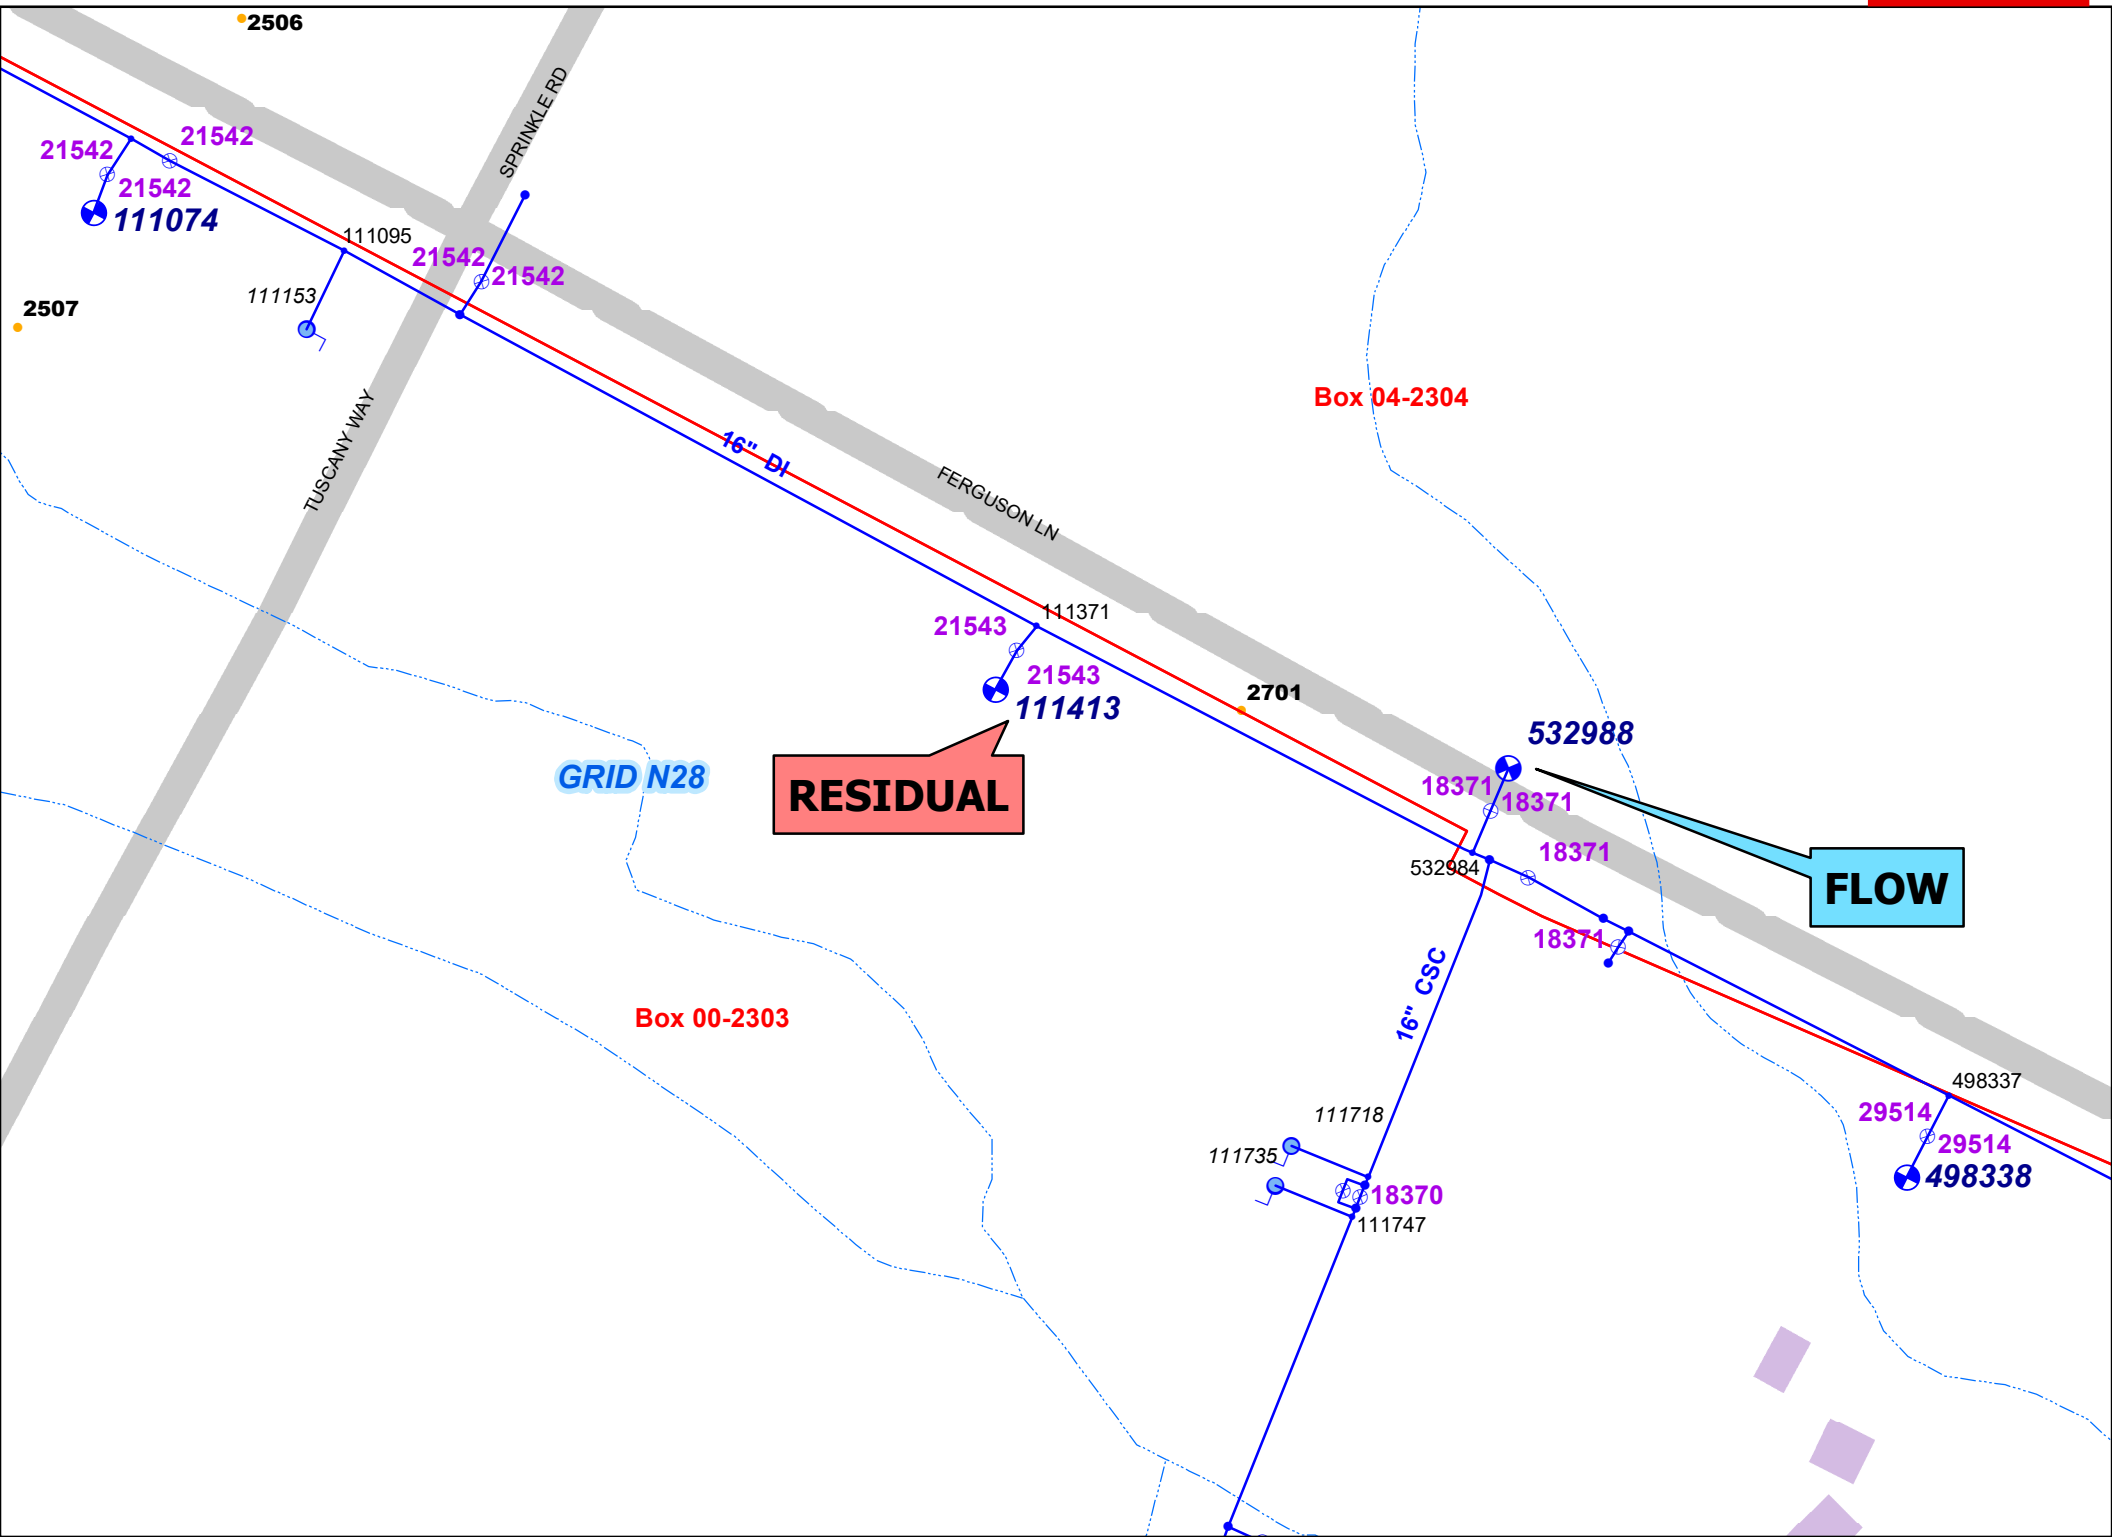 2506
SPRINKLE RD
21542
21542
21542
111074
111095
21542
21542
111153
2507
Box 04-2304
TUSCANY WAY
16" DI
FERGUSON LN
111371
21543
21543
111413
2701
532988
GRID N28
RESIDUAL
18371
18371
18371
532984
FLOW
18371
16" CSC
Box 00-2303
498337
29514
29514
498338
111718
111735
18370
111747